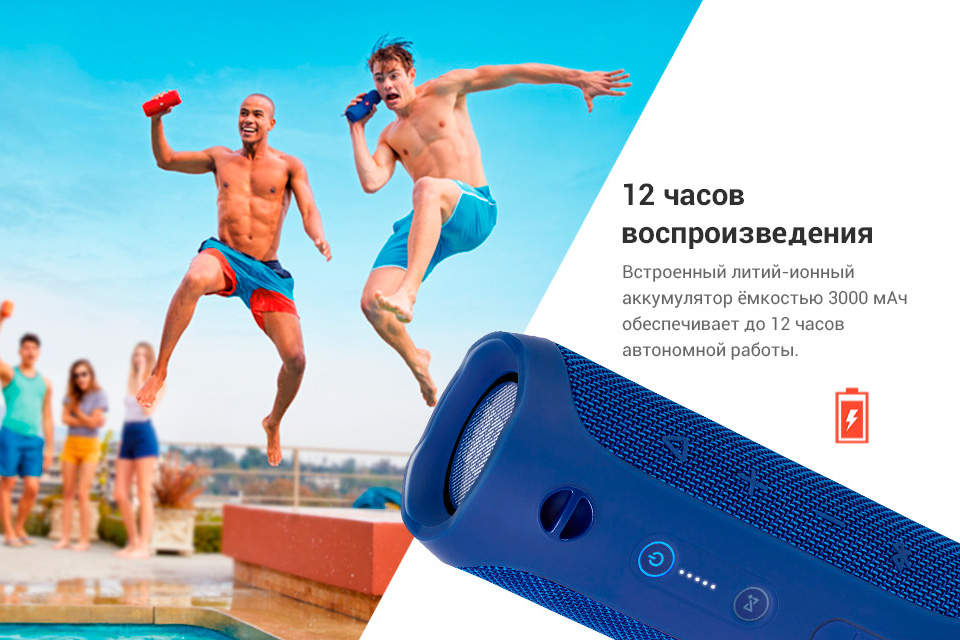 12 часов
воспроизведения
Встроенный литий-ионный
аккумулятор ёмкостью 3000 мАч
обеспечивает до 12 часов
автономной работы.